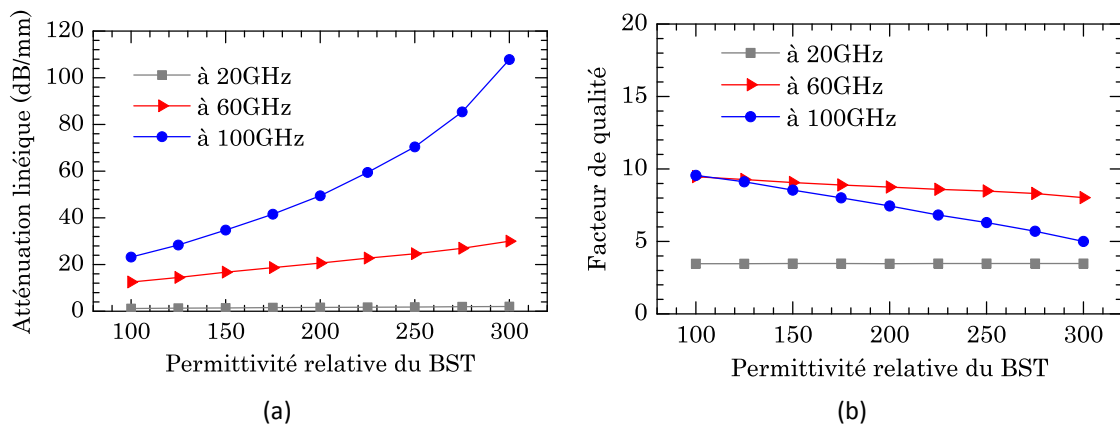 120
100
80
60
40
20
0
Atténuation linéique (dB/mm)
à 20GHz
à 60GHz
à 100GHz
100 150 200 250 300
Permittivité relative du BST
(a)
20
15
10
5
0
Facteur de qualité
à 20GHz
à 60GHz
à 100GHz
100 150 200 250 300
Permittivité relative du BST
(b)